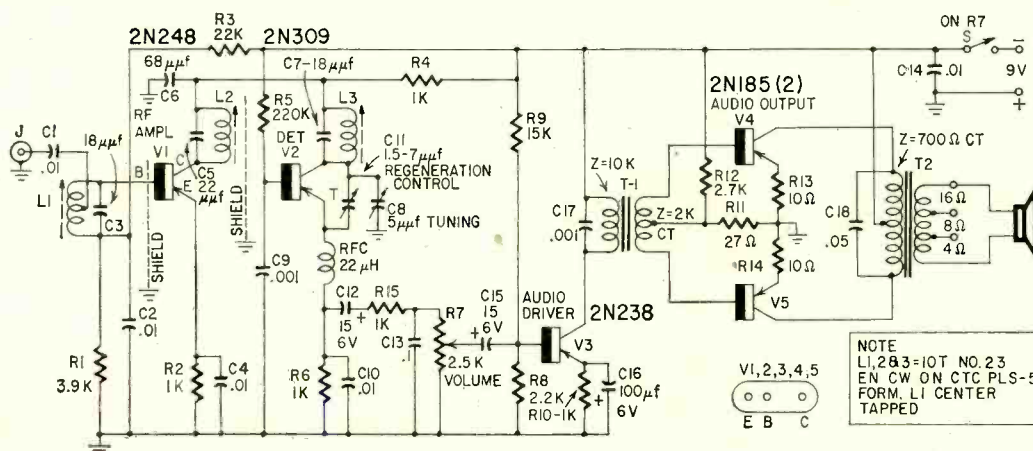 2N248
R3
22K
2N309
ON R7
S
-
9V
+
C14
.01
68µµf
C6
C7-18µµf
R4
1K
L2
L3
R5
220K
RF
AMPL
V1
DET
V2
C5
22
µµf
C
B
E
J
C1
.01
18µµf
L1
C3
SHIELD
SHIELD
C11
1.5-7µµf
REGENERATION
CONTROL
T
C8
5µµf TUNING
R9
15K
2N185(2)
AUDIO OUTPUT
V4
Z=700Ω CT
T2
Z=10K
T-1
R12
2.7K
R13
10Ω
C17
.001
Z=2K
CT
R11
27Ω
C18
.05
16Ω
8Ω
4Ω
R14
10Ω
V5
RFC
22µH
C9
.001
C2
.01
C12
15
6V
+
R15
1K
C13
.1
R7
2.5K
VOLUME
C15
15
6V
+
AUDIO
DRIVER
2N238
V3
R1
3.9K
R2
1K
C4
.01
R6
1K
C10
.01
R8
2.2K
R10-1K
+
C16
100µf
6V
V1,2,3,4,5
E B C
NOTE
L1,2&3=10T NO.23
EN CW ON CTC PLS-5
FORM. L1 CENTER
TAPPED